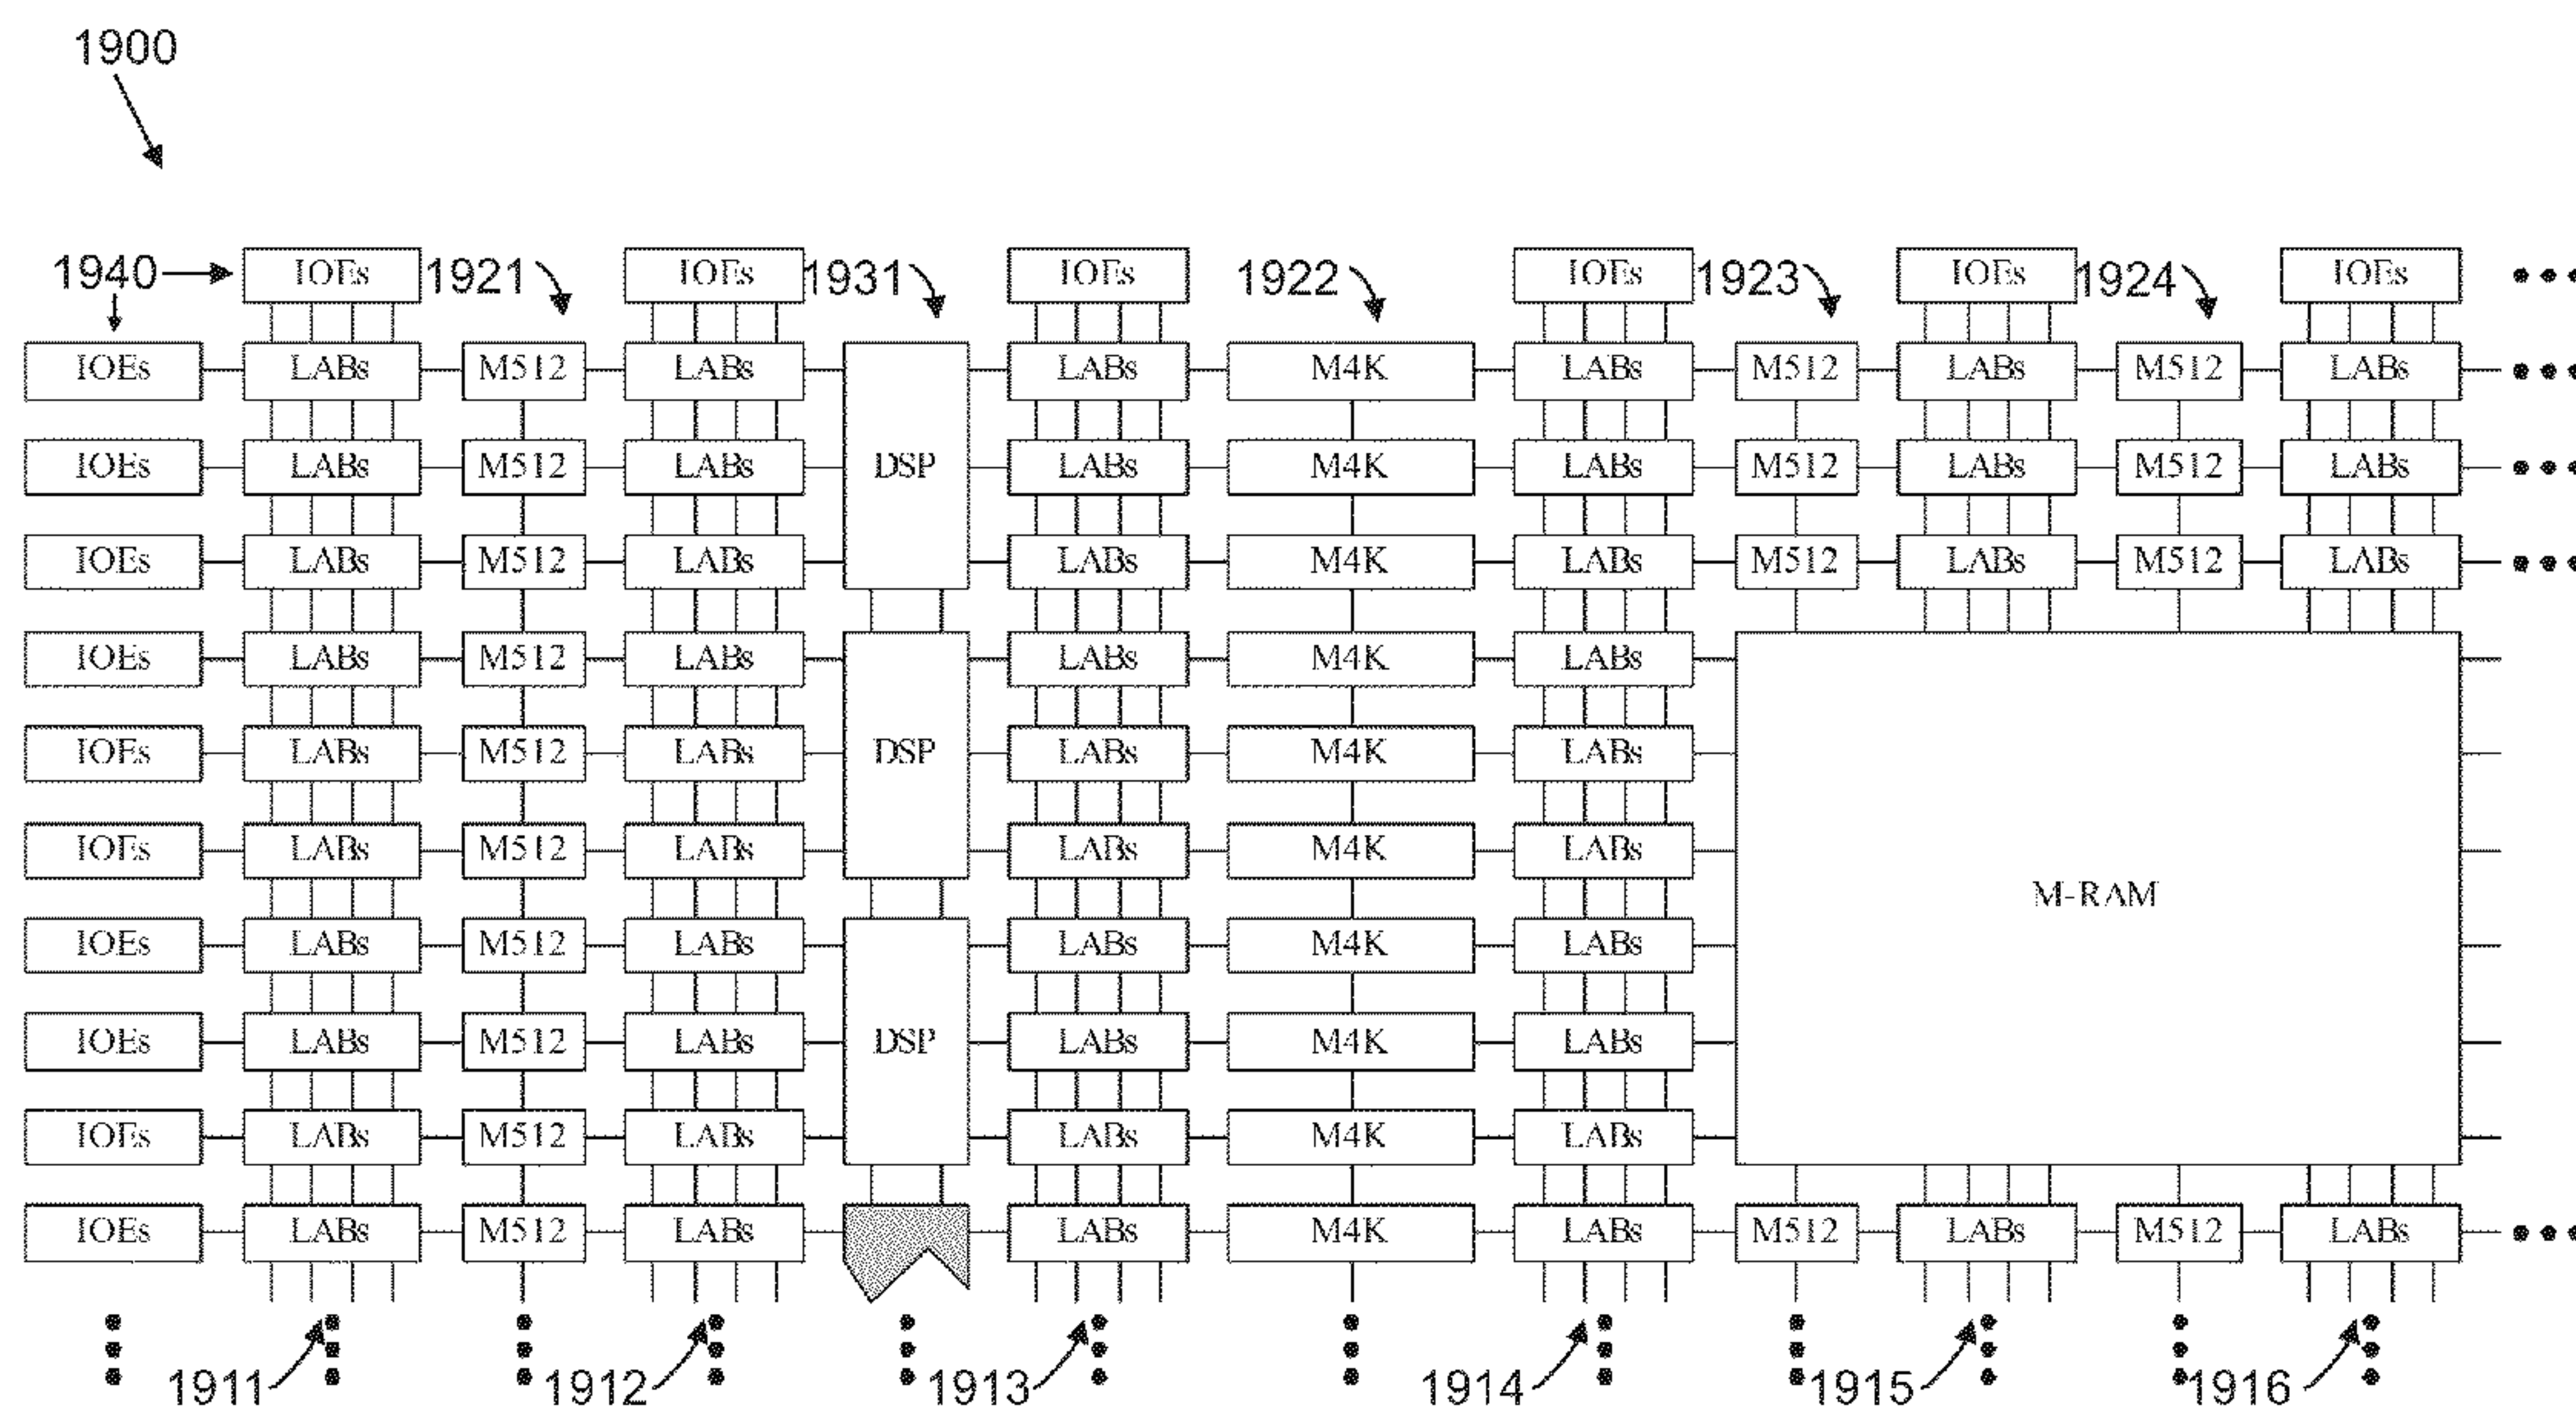 1900
1940 IOEs 1921 IOEs 1931 IOEs 1922 IOEs 1923 IOEs 1924 IOEs
IOEs LABs M512 LABs LABs M4K LABs M512 LABs M512 LABs
IOEs LABs M512 LABs DSP LABs M4K LABs M512 LABs M512 LABs
IOEs LABs M512 LABs LABs M4K LABs M512 LABs M512 LABs
IOEs LABs M512 LABs LABs M4K LABs
IOEs LABs M512 LABs DSP LABs M4K LABs
IOEs LABs M512 LABs LABs M4K LABs
M-RAM
IOEs LABs M512 LABs LABs M4K LABs
IOEs LABs M512 LABs DSP LABs M4K LABs
IOEs LABs M512 LABs LABs M4K LABs
IOEs LABs M512 LABs LABs M4K LABs M512 LABs M512 LABs
1911 1912 1913 1914 1915 1916